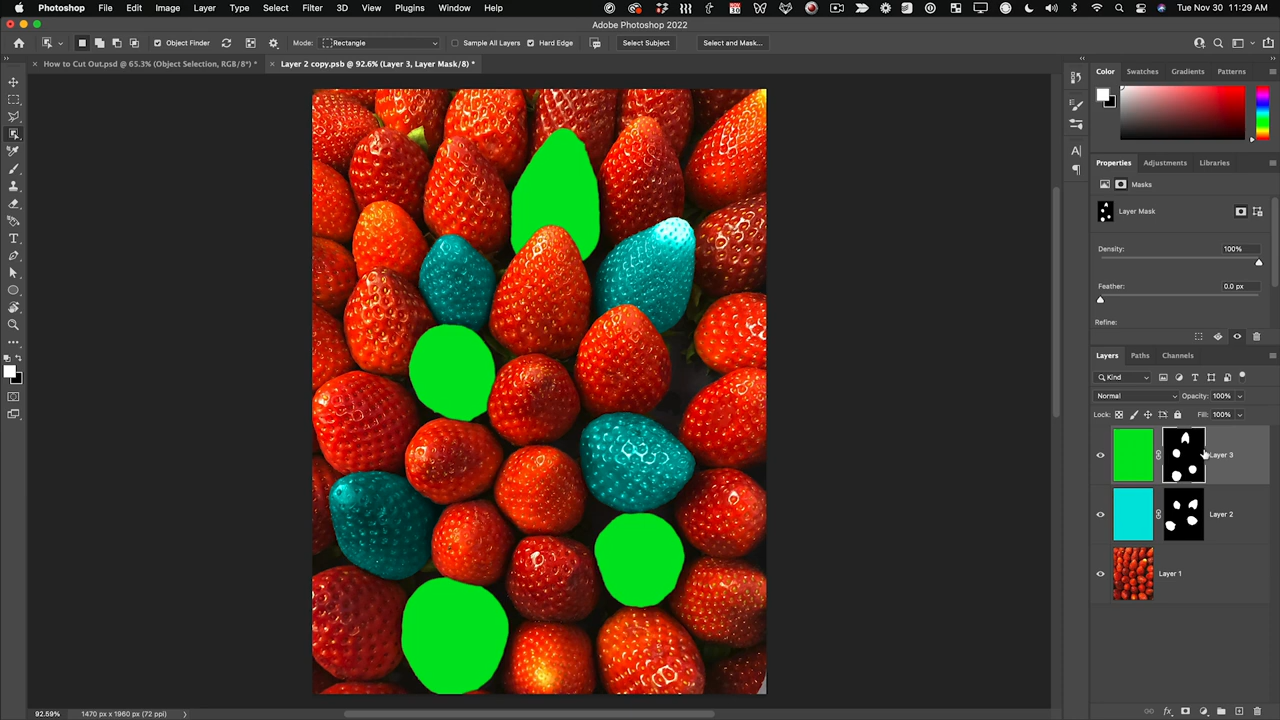 Photoshop File Edit Image Layer Type Select Filter 3D View Plugins Window Help Tue Nov 30 11:29 AM
Adobe Photoshop 2022
Object Finder Mode: Rectangle Sample All Layers Hard Edge Select Subject Select and Mask...
How to Cut Out.psd @ 65.3% (Object Selection, RGB/8*) * Layer 2 copy.psb @ 92.6% (Layer 3, Layer Mask/8) *
Color Swatches Gradients Patterns
Properties Adjustments Libraries
Masks
Layer Mask
Density: 100%
Feather: 0.0 px
Refine:
Layers Paths Channels
Kind
Normal Opacity: 100%
Lock: Fill: 100%
Layer 3
Layer 2
Layer 1
92.59% 1470 px x 1960 px (72 ppi)